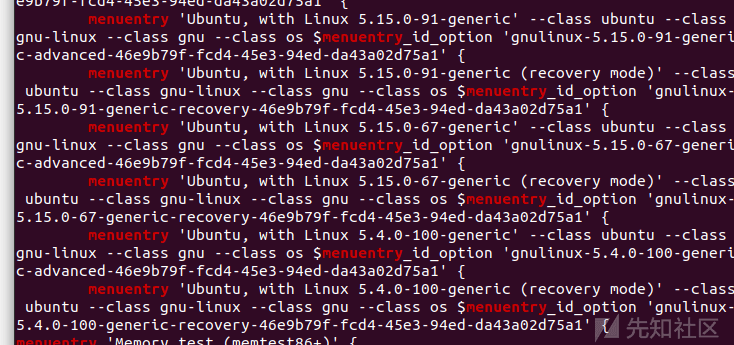 e9b79f-fcd4-45e3-94ed-da43a02d75a1' {
menuentry 'Ubuntu, with Linux 5.15.0-91-generic' --class ubuntu --class
gnu-linux --class gnu --class os $menuentry_id_option 'gnulinux-5.15.0-91-generi
c-advanced-46e9b79f-fcd4-45e3-94ed-da43a02d75a1' {
menuentry 'Ubuntu, with Linux 5.15.0-91-generic (recovery mode)' --class
ubuntu --class gnu-linux --class gnu --class os $menuentry_id_option 'gnulinux-
5.15.0-91-generic-recovery-46e9b79f-fcd4-45e3-94ed-da43a02d75a1' {
menuentry 'Ubuntu, with Linux 5.15.0-67-generic' --class ubuntu --class
gnu-linux --class gnu --class os $menuentry_id_option 'gnulinux-5.15.0-67-generi
c-advanced-46e9b79f-fcd4-45e3-94ed-da43a02d75a1' {
menuentry 'Ubuntu, with Linux 5.15.0-67-generic (recovery mode)' --class
ubuntu --class gnu-linux --class gnu --class os $menuentry_id_option 'gnulinux-
5.15.0-67-generic-recovery-46e9b79f-fcd4-45e3-94ed-da43a02d75a1' {
menuentry 'Ubuntu, with Linux 5.4.0-100-generic' --class ubuntu --class
gnu-linux --class gnu --class os $menuentry_id_option 'gnulinux-5.4.0-100-generi
c-advanced-46e9b79f-fcd4-45e3-94ed-da43a02d75a1' {
menuentry 'Ubuntu, with Linux 5.4.0-100-generic (recovery mode)' --class
ubuntu --class gnu-linux --class gnu --class os $menuentry_id_option 'gnulinux-
5.4.0-100-generic-recovery-46e9b79f-fcd4-45e3-94ed-da43a02d75a1' {
menuentry 'Memory test (memtest86+)' {
先知社区